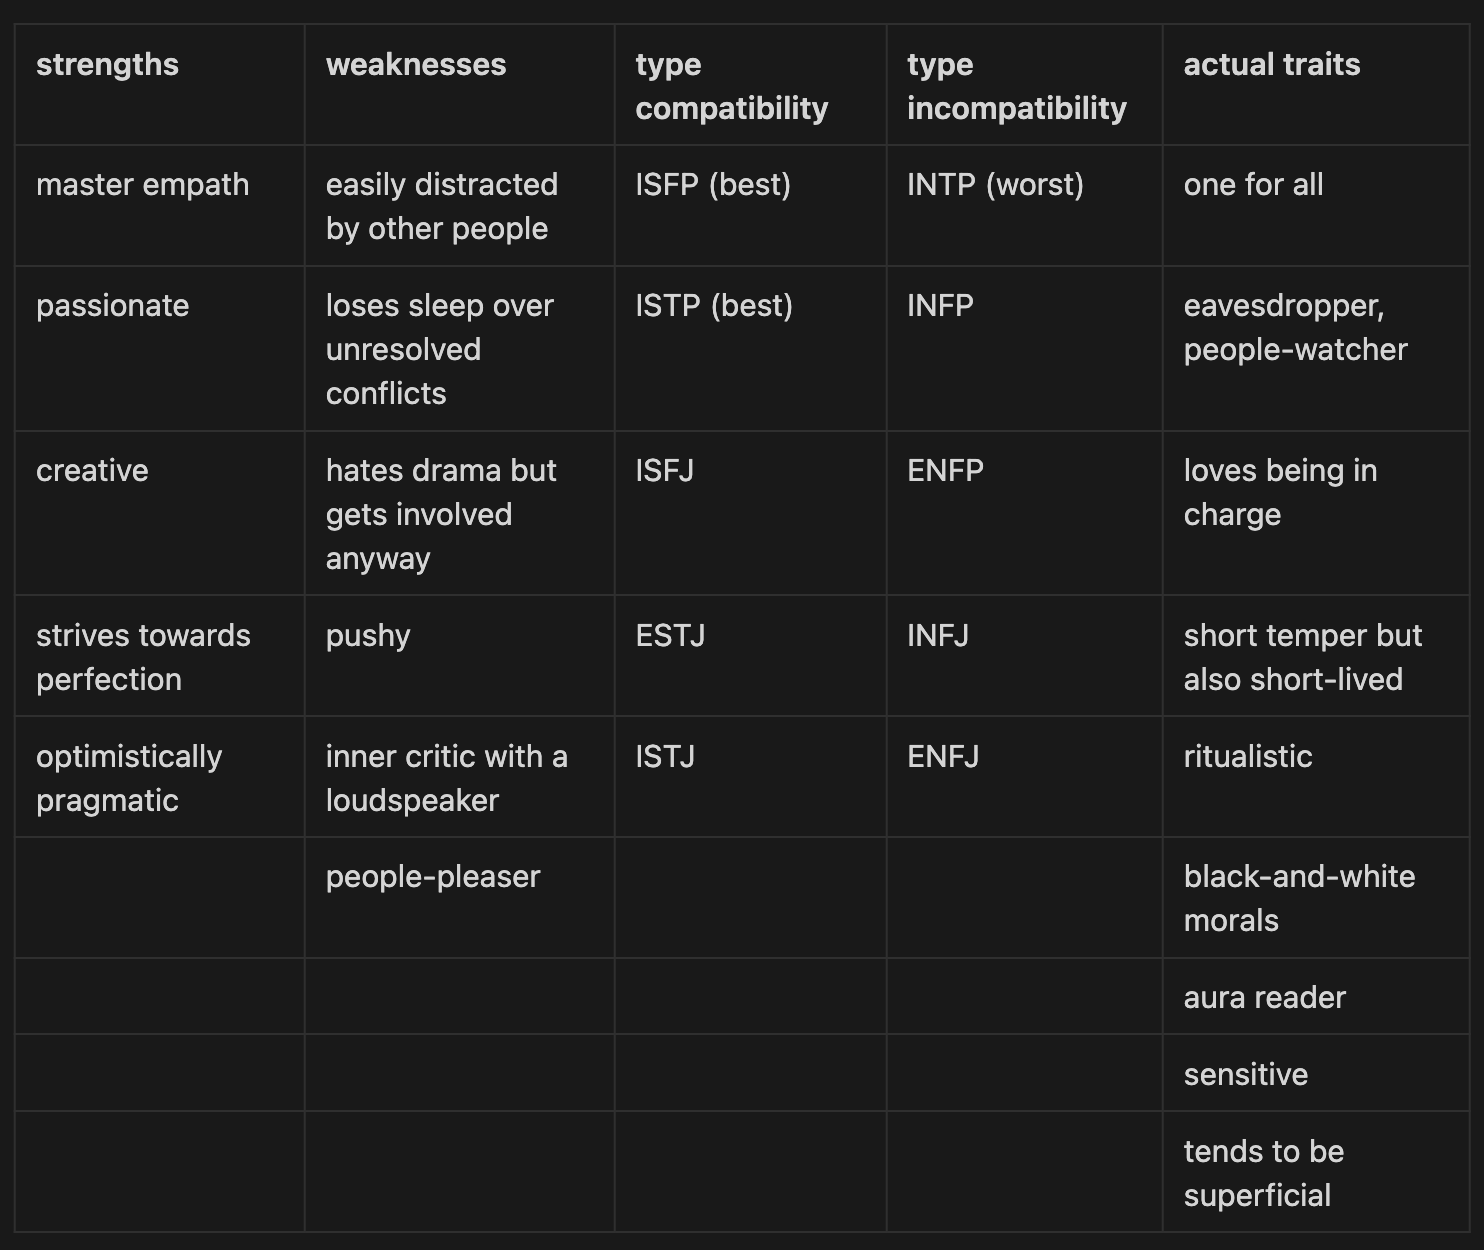 strengths
weaknesses
type
compatibility
type
incompatibility
actual traits
master empath
easily distracted
by other people
ISFP (best)
INTP (worst)
one for all
passionate
loses sleep over
unresolved
conflicts
ISTP (best)
INFP
eavesdropper,
people-watcher
creative
hates drama but
gets involved
anyway
ISFJ
ENFP
loves being in
charge
strives towards
perfection
pushy
ESTJ
INFJ
short temper but
also short-lived
optimistically
pragmatic
inner critic with a
loudspeaker
ISTJ
ENFJ
ritualistic
people-pleaser
black-and-white
morals
aura reader
sensitive
tends to be
superficial